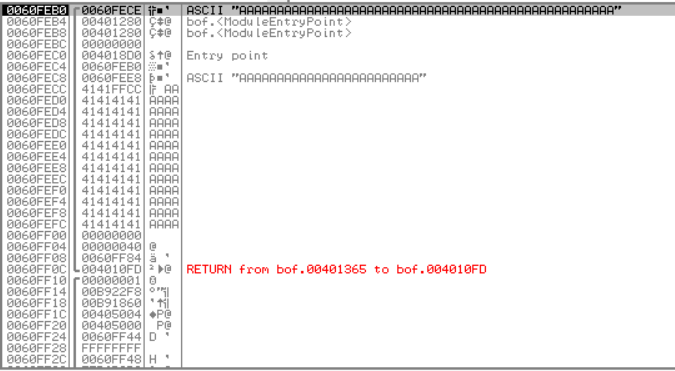 0060FEB0 0060FECE ASCII "AAAAAAAAAAAAAAAAAAAAAAAAAAAAAAAAAAAAAAAAAAAAAAAAAA"
0060FEB4 00401280 Ç‡@ bof.<ModuleEntryPoint>
0060FEB8 00401280 Ç‡@ bof.<ModuleEntryPoint>
0060FEBC 00000000
0060FEC0 004018D0 Entry point
0060FEC4 0060FEB0
0060FEC8 0060FEE8 ASCII "AAAAAAAAAAAAAAAAAAAAAAAA"
0060FECC 4141FFCC AA
0060FED0 41414141 AAAA
0060FED4 41414141 AAAA
0060FED8 41414141 AAAA
0060FEDC 41414141 AAAA
0060FEE0 41414141 AAAA
0060FEE4 41414141 AAAA
0060FEE8 41414141 AAAA
0060FEEC 41414141 AAAA
0060FEF0 41414141 AAAA
0060FEF4 41414141 AAAA
0060FEF8 41414141 AAAA
0060FEFC 41414141 AAAA
0060FF00 00000000
0060FF04 00000040 @
0060FF08 0060FF84 ä '
0060FF0C 004010FD ²►@ RETURN from bof.00401365 to bof.004010FD
0060FF10 00000001 ☺
0060FF14 00B922F8 °"╣
0060FF18 00B91860 `↑╣
0060FF1C 00405004 ♦P@
0060FF20 00405000 P@
0060FF24 0060FF44 D '
0060FF28 FFFFFFFF
0060FF2C 0060FF48 H '